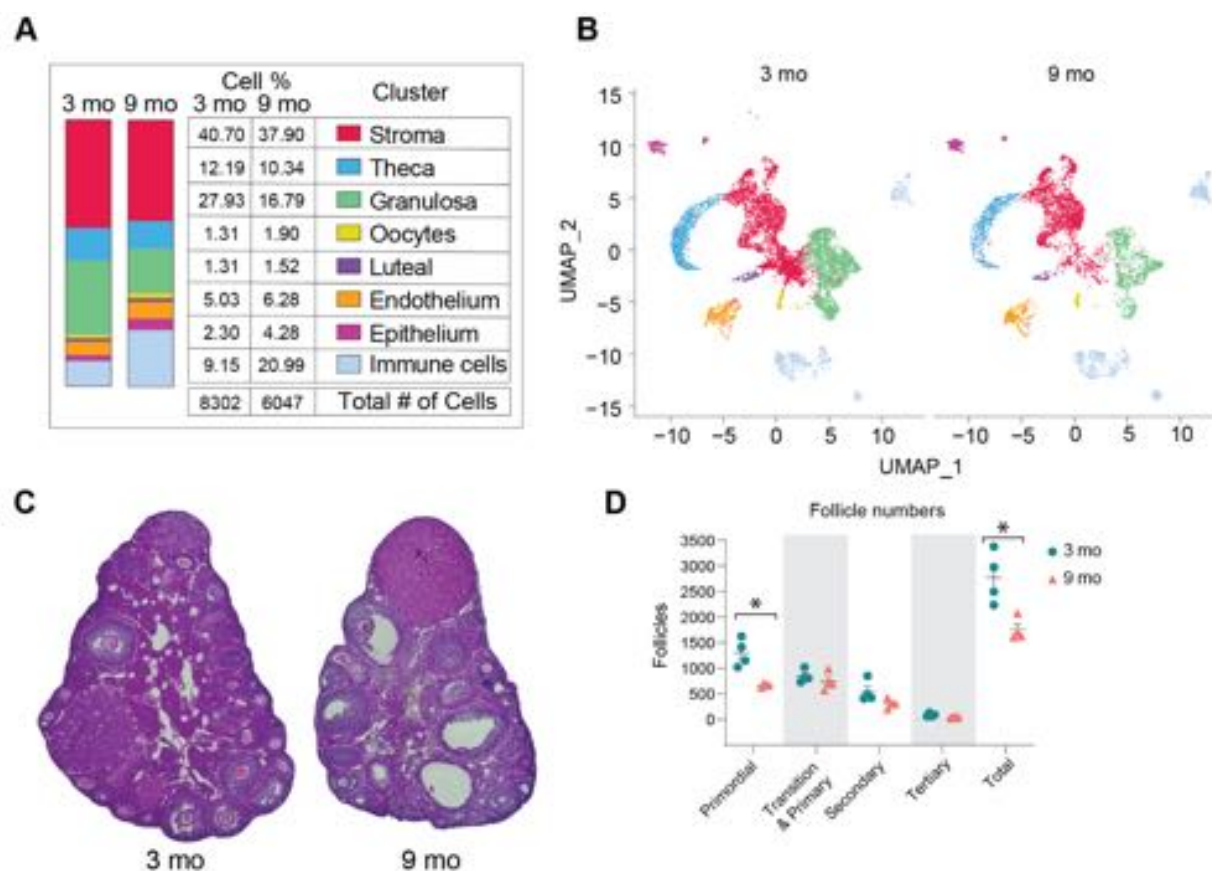 A
Cell %
3 mo 9 mo 3 mo 9 mo Cluster
40.70 37.90 Stroma
12.19 10.34 Theca
27.93 16.79 Granulosa
1.31 1.90 Oocytes
1.31 1.52 Luteal
5.03 6.28 Endothelium
2.30 4.28 Epithelium
9.15 20.99 Immune cells
8302 6047 Total # of Cells
B
3 mo 9 mo
15
10
5
0
−5
−10
−15
UMAP_2
−10 −5 0 5 10 −10 −5 0 5 10
UMAP_1
C
3 mo 9 mo
D
Follicle numbers
3500
3000
2500
2000
1500
1000
500
0
Follicles
* *
3 mo
9 mo
Primordial
Transition
& Primary
Secondary
Tertiary
Total